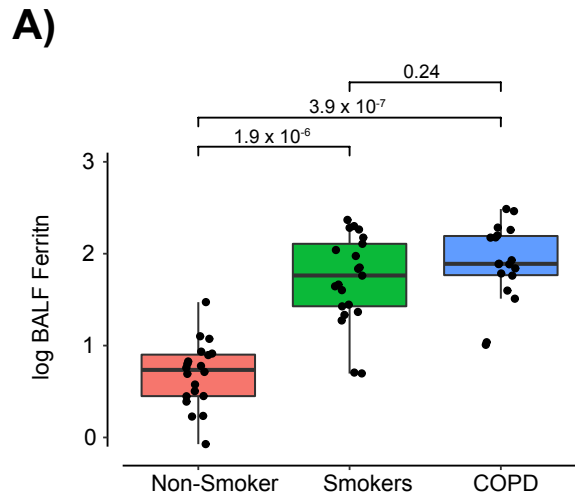 A)
0.24
3.9 x 10⁻⁷
1.9 x 10⁻⁶
log BALF Ferritn
3
2
1
0
Non-Smoker Smokers COPD